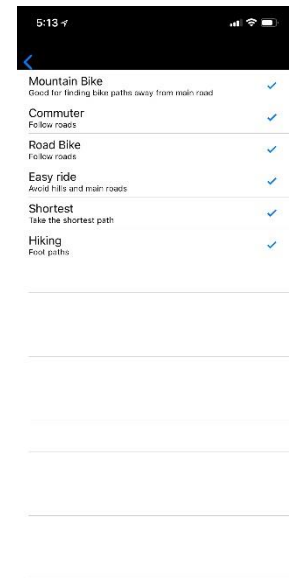 5:13
Mountain Bike
Good for finding bike paths away from main road
Commuter
Follow roads
Road Bike
Follow roads
Easy ride
Avoid hills and main roads
Shortest
Take the shortest path
Hiking
Foot paths